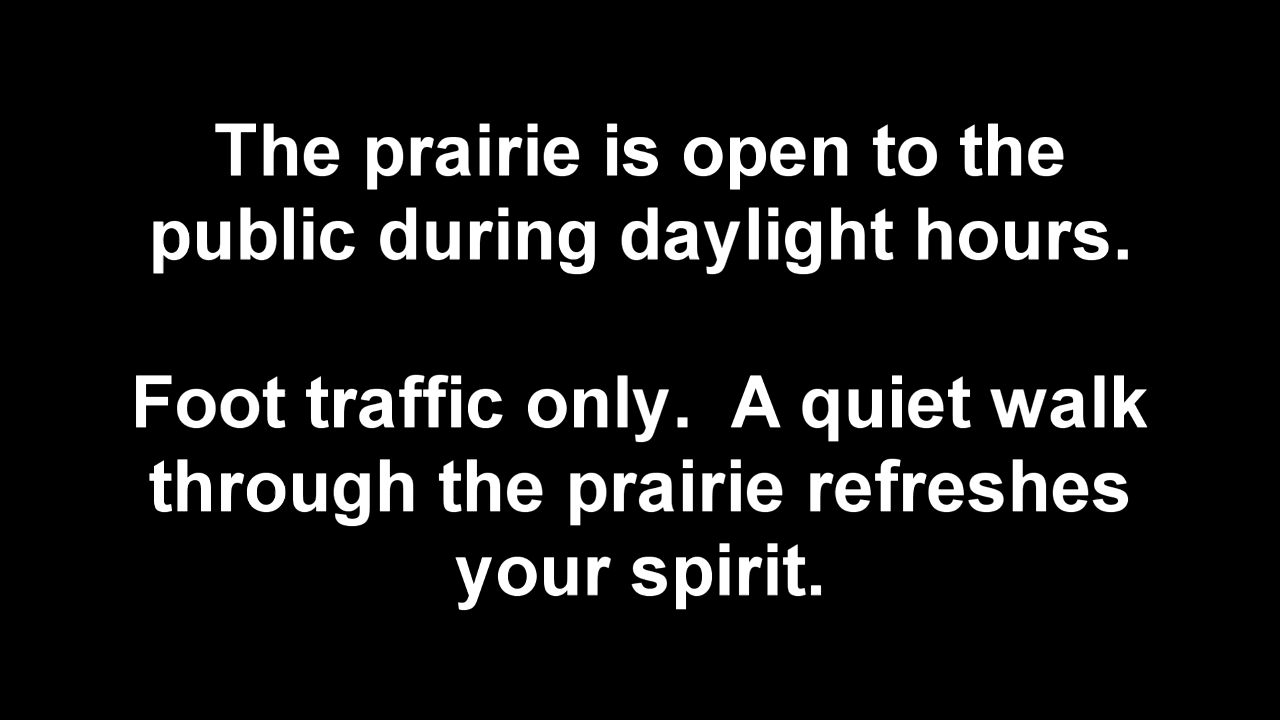 The prairie is open to the
public during daylight hours.
Foot traffic only.  A quiet walk
through the prairie refreshes
your spirit.